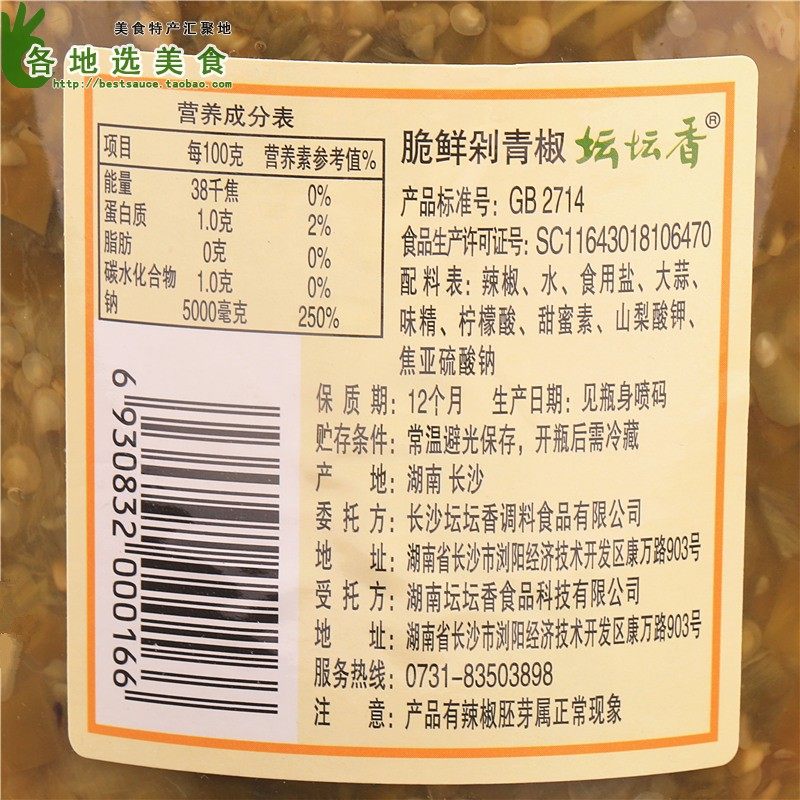 美食特产汇聚地
各地选美食
http://bestsauce.taobao.com
营养成分表
项目 每100克 营养素参考值%
能量 38千焦 0%
蛋白质 1.0克 2%
脂肪 0克 0%
碳水化合物 1.0克 0%
钠 5000毫克 250%
脆鲜剁青椒 坛坛香®
产品标准号：GB 2714
食品生产许可证号：SC11643018106470
配料表：辣椒、水、食用盐、大蒜、
味精、柠檬酸、甜蜜素、山梨酸钾、
焦亚硫酸钠
保质期：12个月 生产日期：见瓶身喷码
贮存条件：常温避光保存，开瓶后需冷藏
产地：湖南 长沙
委托方：长沙坛坛香调料食品有限公司
地址：湖南省长沙市浏阳经济技术开发区康万路903号
受托方：湖南坛坛香食品科技有限公司
地址：湖南省长沙市浏阳经济技术开发区康万路903号
服务热线：0731-83503898
注意：产品有辣椒胚芽属正常现象
6 930832 000166